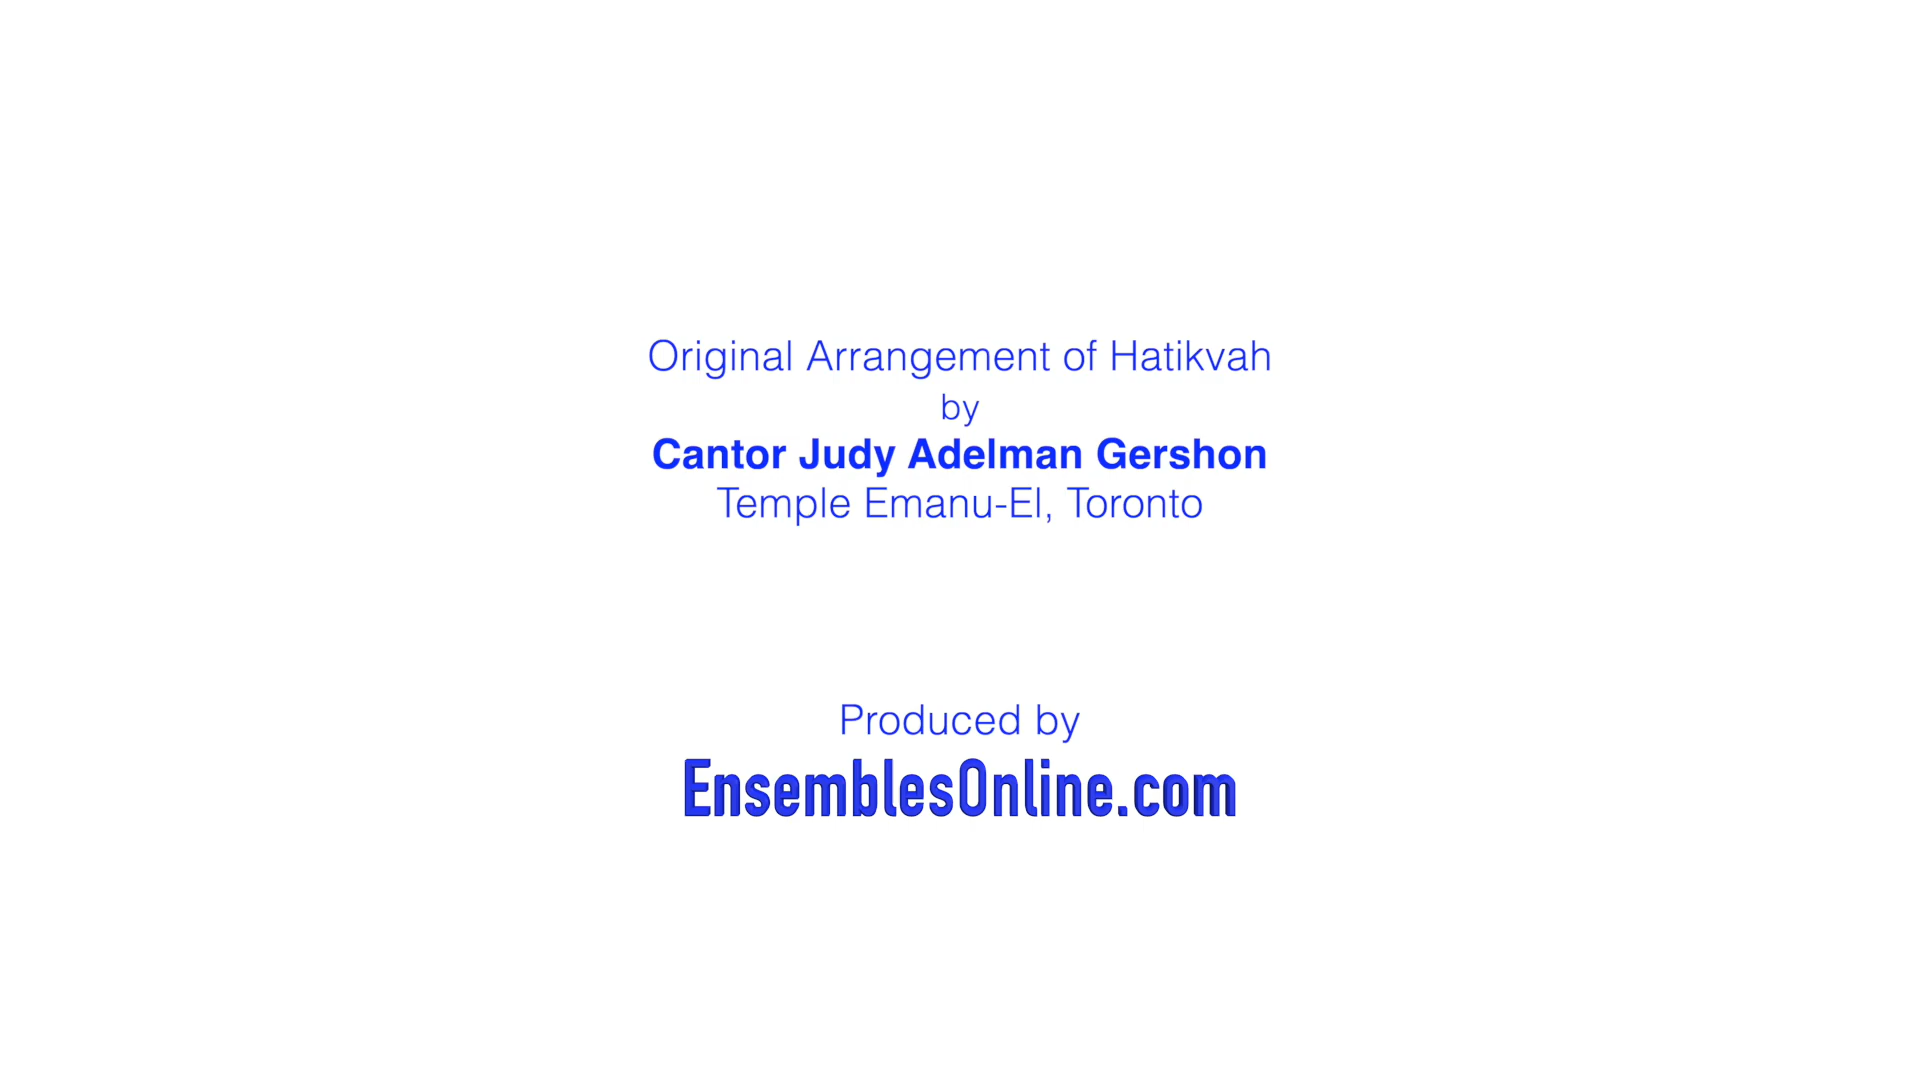 Original Arrangement of Hatikvah
by
Cantor Judy Adelman Gershon
Temple Emanu-El, Toronto
Produced by
EnsemblesOnline.com